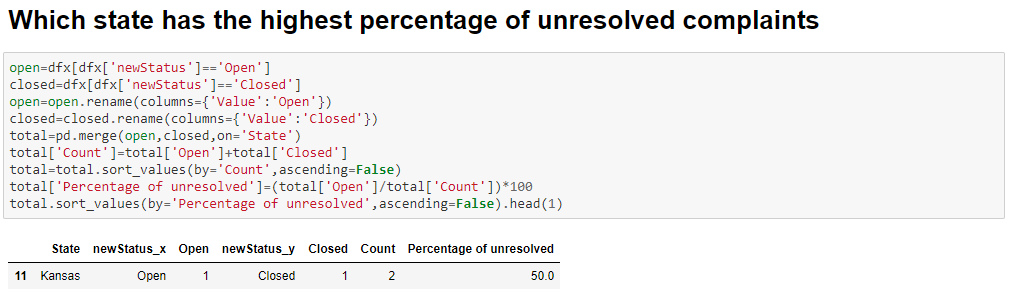 Which state has the highest percentage of unresolved complaints
open=dfx[dfx['newStatus']=='Open']
closed=dfx[dfx['newStatus']=='Closed']
open=open.rename(columns={'Value':'Open'})
closed=closed.rename(columns={'Value':'Closed'})
total=pd.merge(open,closed,on='State')
total['Count']=total['Open']+total['Closed']
total=total.sort_values(by='Count',ascending=False)
total['Percentage of unresolved']=(total['Open']/total['Count'])*100
total.sort_values(by='Percentage of unresolved',ascending=False).head(1)
State newStatus_x Open newStatus_y Closed Count Percentage of unresolved
11 Kansas Open 1 Closed 1 2 50.0